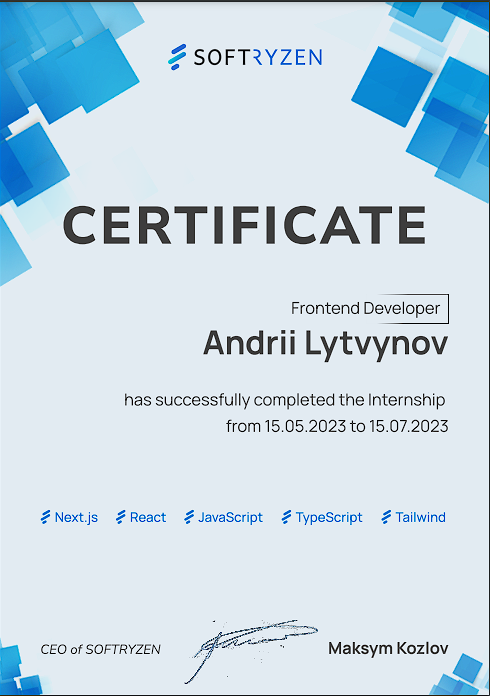 SOFTRYZEN
CERTIFICATE
Frontend Developer
Andrii Lytvynov
has successfully completed the Internship
from 15.05.2023 to 15.07.2023
Next.js React JavaScript TypeScript Tailwind
CEO of SOFTRYZEN Maksym Kozlov